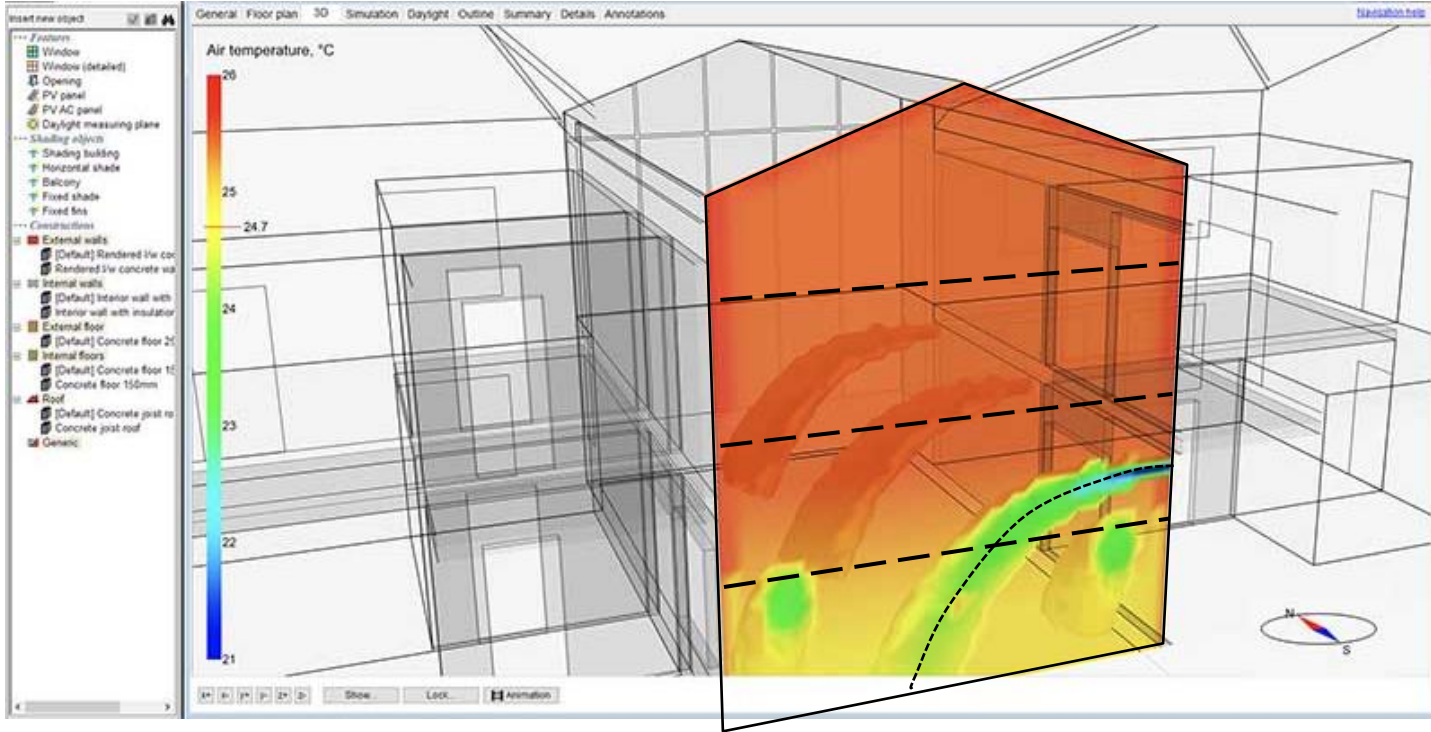 Insert new object
General Floor plan 3D Simulation Daylight Outline Summary Details Annotations
Navigation help
Features
Window
Window (detailed)
Opening
PV panel
PV AC panel
Daylight measuring plane
Shading objects
Shading building
Horizontal shade
Balcony
Fixed shade
Fixed fins
Constructions
External walls
[Default] Rendered l/w co
Rendered l/w concrete wa
Internal walls
[Default] Interior wall with
Interior wall with insulation
External floor
[Default] Concrete floor 25
Internal floors
[Default] Concrete floor 15
Concrete floor 150mm
Roof
[Default] Concrete joist ro
Concrete joist roof
Generic
Air temperature, °C
26
25
24.7
24
23
22
21
N
S
x+ x- y+ y- z+ z- Show... Lock... Animation